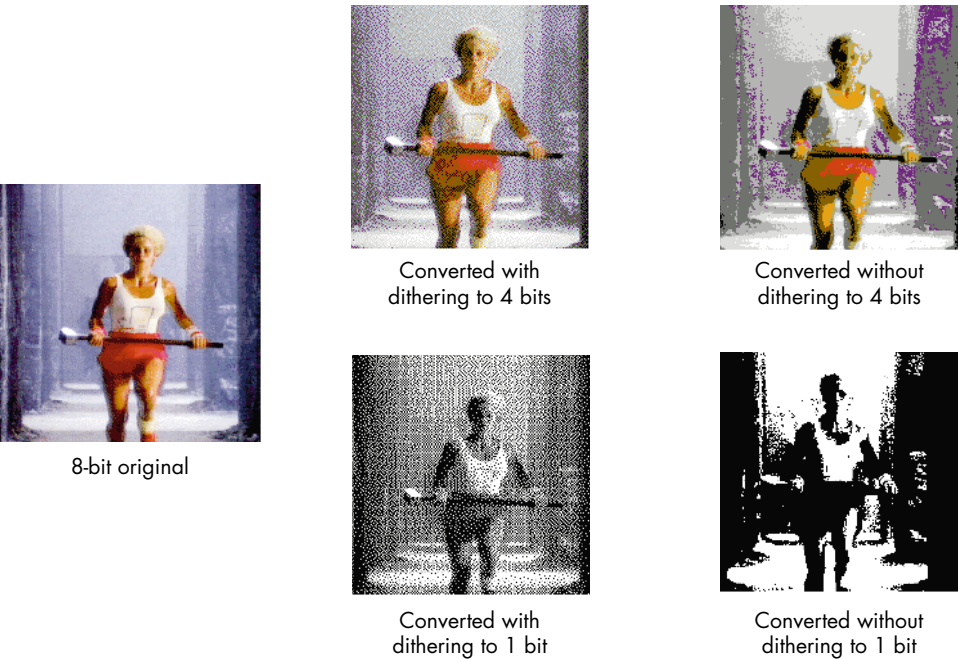 Converted with
dithering to 4 bits
Converted without
dithering to 4 bits
8-bit original
Converted with
dithering to 1 bit
Converted without
dithering to 1 bit